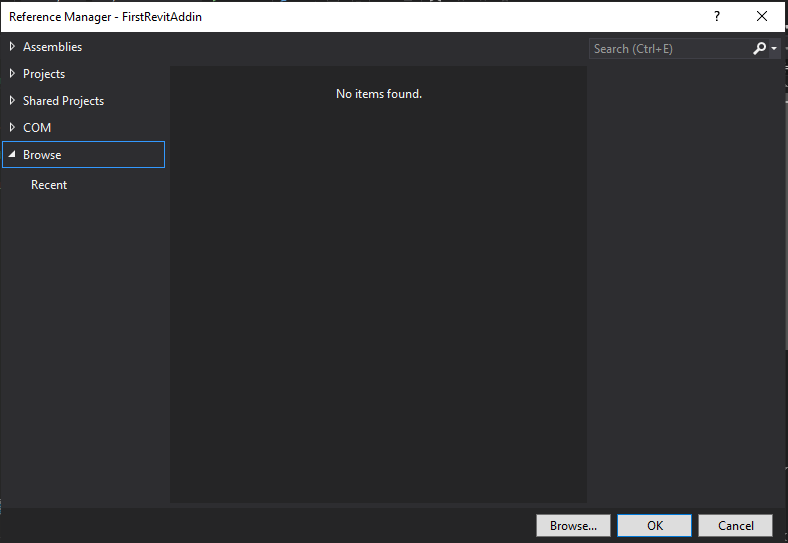 Reference Manager - FirstRevitAddin
?
Assemblies
Search (Ctrl+E)
Projects
No items found.
Shared Projects
COM
Browse
Recent
Browse...
OK
Cancel